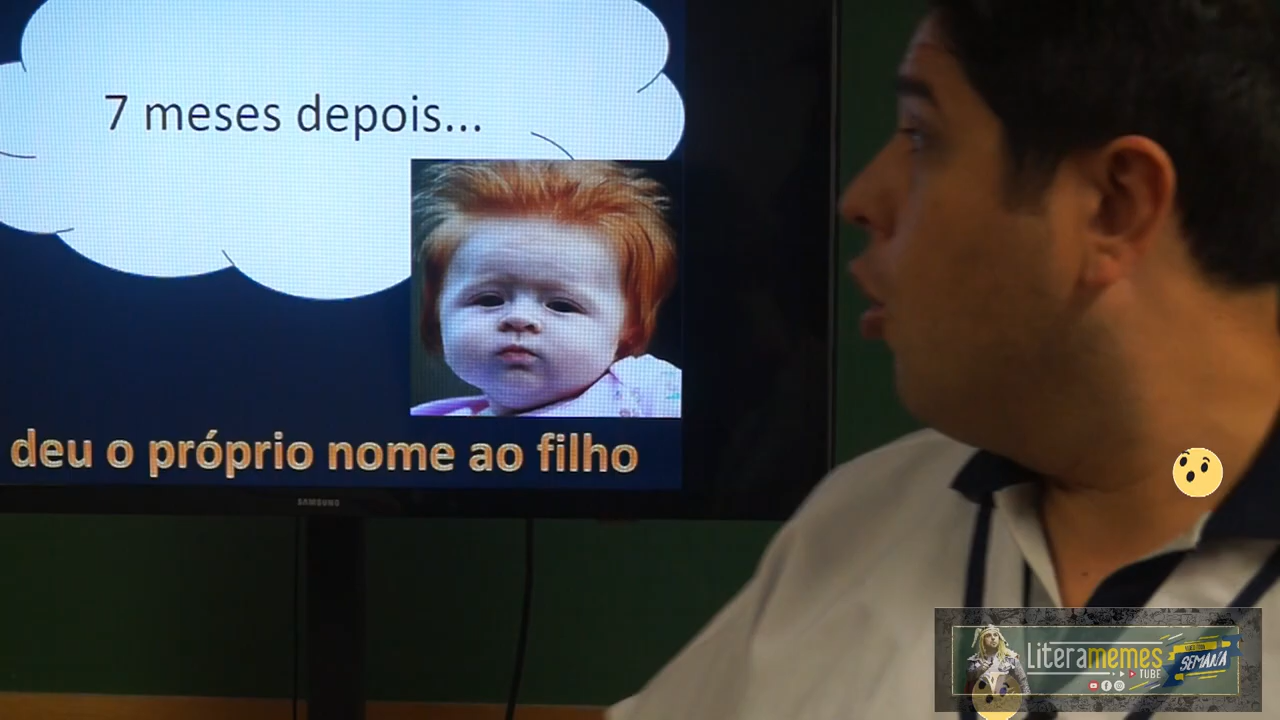 7 meses depois...
deu o próprio nome ao filho
SAMSUNG
Literamemes
TUBE
SEMANA